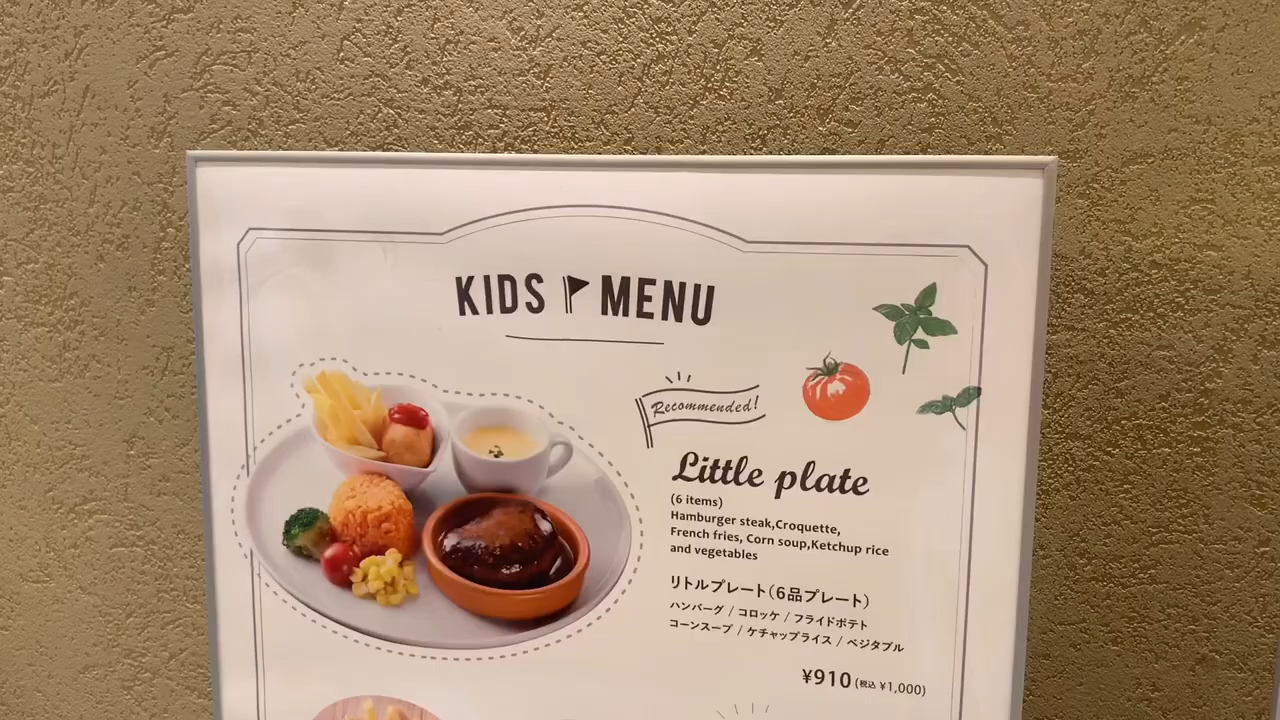 KIDS MENU
Recommended!
Little plate
(6 items)
Hamburger steak,Croquette,
French fries, Corn soup,Ketchup rice
and vegetables
リトルプレート(6品プレート)
ハンバーグ / コロッケ / フライドポテト
コーンスープ / ケチャップライス / ベジタブル
¥910 (税込 ¥1,000)